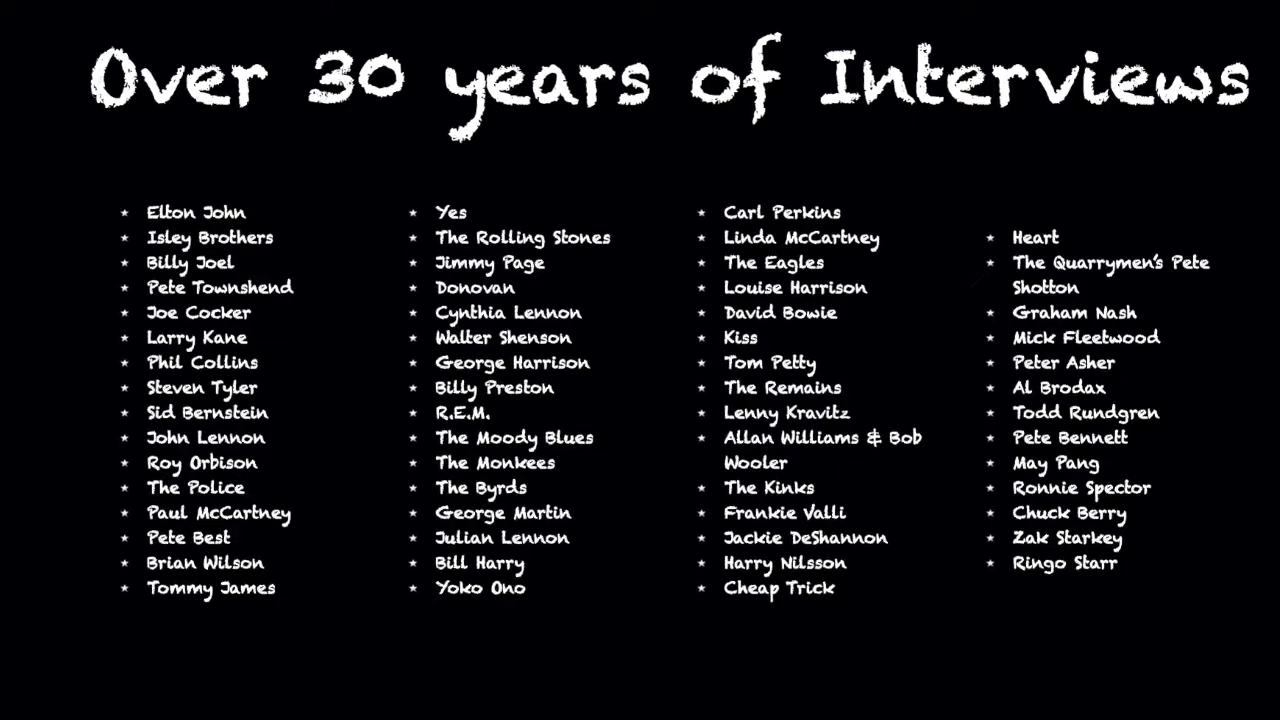 Over 30 years of Interviews
★ Elton John
★ Isley Brothers
★ Billy Joel
★ Pete Townshend
★ Joe Cocker
★ Larry Kane
★ Phil Collins
★ Steven Tyler
★ Sid Bernstein
★ John Lennon
★ Roy Orbison
★ The Police
★ Paul McCartney
★ Pete Best
★ Brian Wilson
★ Tommy James
★ Yes
★ The Rolling Stones
★ Jimmy Page
★ Donovan
★ Cynthia Lennon
★ Walter Shenson
★ George Harrison
★ Billy Preston
★ R.E.M.
★ The Moody Blues
★ The Monkees
★ The Byrds
★ George Martin
★ Julian Lennon
★ Bill Harry
★ Yoko Ono
★ Carl Perkins
★ Linda McCartney
★ The Eagles
★ Louise Harrison
★ David Bowie
★ Kiss
★ Tom Petty
★ The Remains
★ Lenny Kravitz
★ Allan Williams & Bob
Wooler
★ The Kinks
★ Frankie Valli
★ Jackie DeShannon
★ Harry Nilsson
★ Cheap Trick
★ Heart
★ The Quarrymen's Pete
Shotton
★ Graham Nash
★ Mick Fleetwood
★ Peter Asher
★ Al Brodax
★ Todd Rundgren
★ Pete Bennett
★ May Pang
★ Ronnie Spector
★ Chuck Berry
★ Zak Starkey
★ Ringo Starr